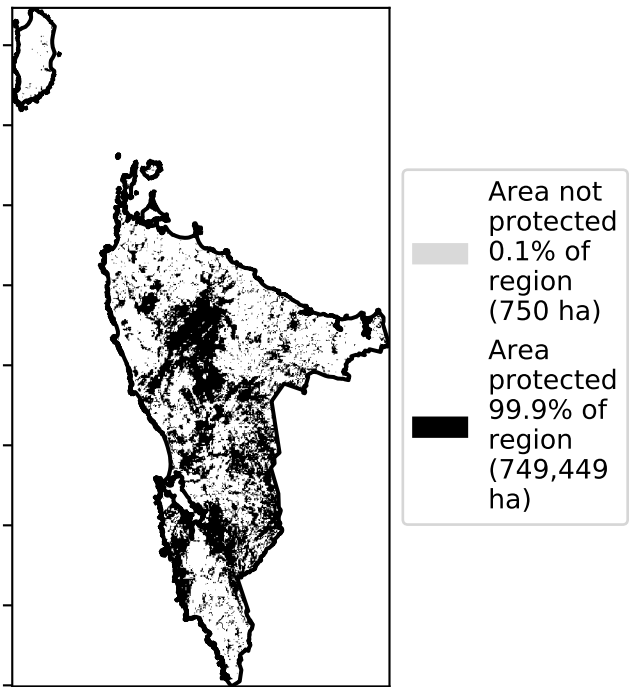 Area not
protected
0.1% of
region
(750 ha)
Area
protected
99.9% of
region
(749,449
ha)